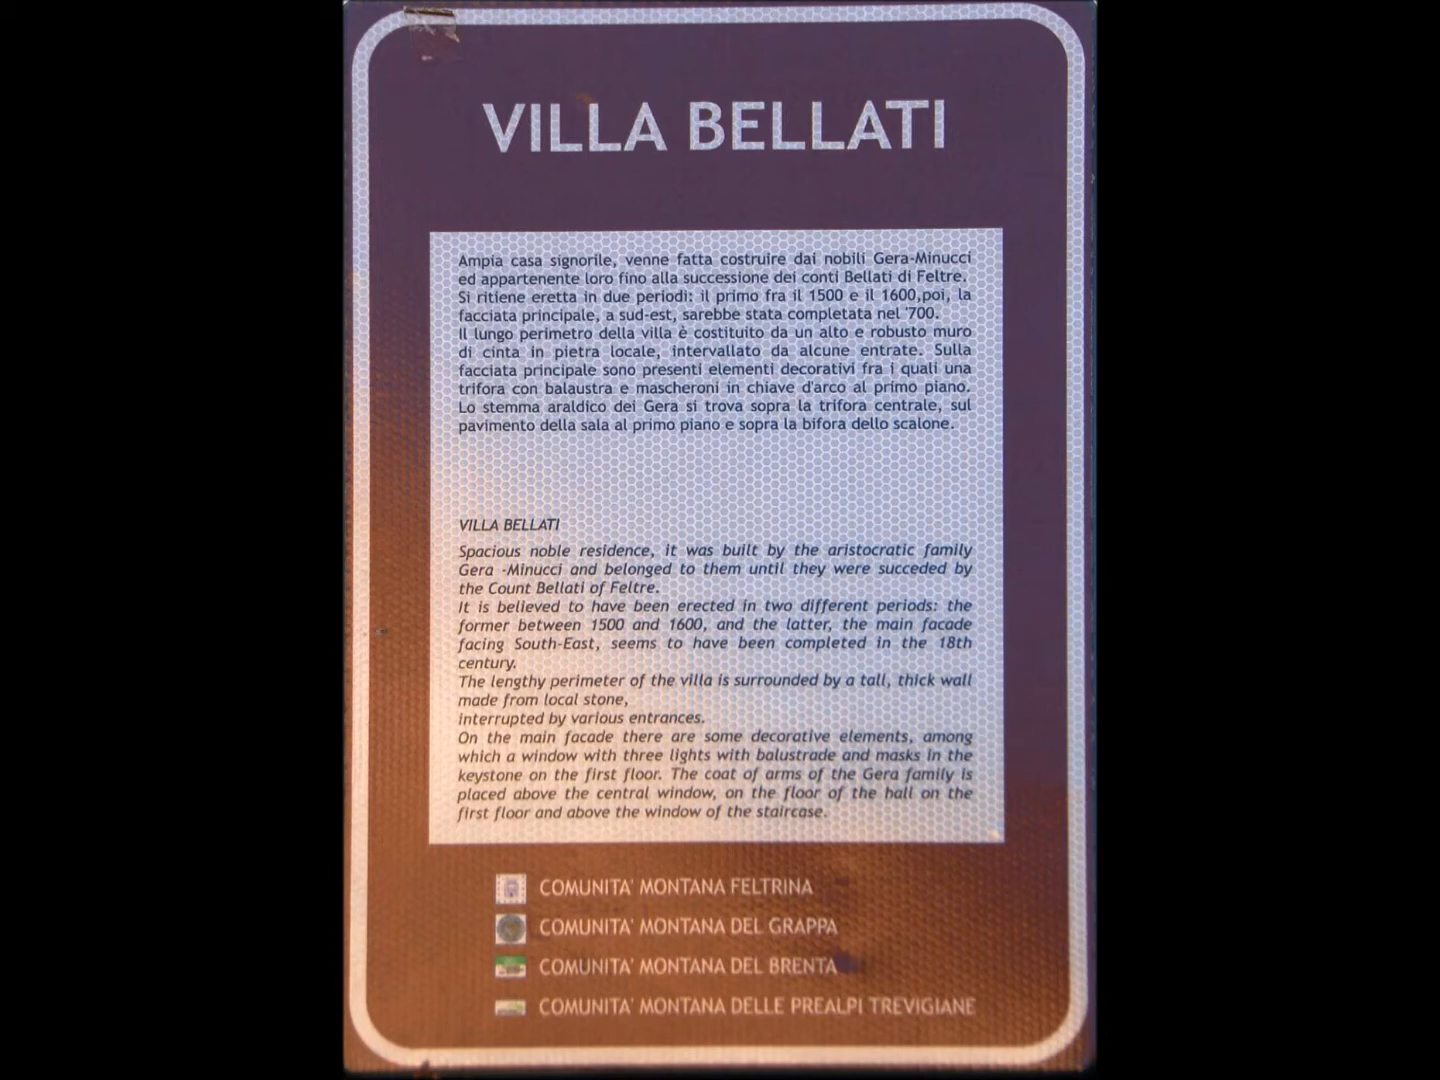 VILLA BELLATI
Ampia casa signorile, venne fatta costruire dai nobili Gera-Minucci
ed appartenente loro fino alla successione dei conti Bellati di Feltre.
Si ritiene eretta in due periodi: il primo fra il 1500 e il 1600,poi, la
facciata principale, a sud-est, sarebbe stata completata nel '700.
Il lungo perimetro della villa è costituito da un alto e robusto muro
di cinta in pietra locale, intervallato da alcune entrate. Sulla
facciata principale sono presenti elementi decorativi fra i quali una
trifora con balaustra e mascheroni in chiave d'arco al primo piano.
Lo stemma araldico dei Gera si trova sopra la trifora centrale, sul
pavimento della sala al primo piano e sopra la bifora dello scalone.
VILLA BELLATI
Spacious noble residence, it was built by the aristocratic family
Gera -Minucci and belonged to them until they were succeded by
the Count Bellati of Feltre.
It is believed to have been erected in two different periods: the
former between 1500 and 1600, and the latter, the main facade
facing South-East, seems to have been completed in the 18th
century.
The lengthy perimeter of the villa is surrounded by a tall, thick wall
made from local stone,
interrupted by various entrances.
On the main facade there are some decorative elements, among
which a window with three lights with balustrade and masks in the
keystone on the first floor. The coat of arms of the Gera family is
placed above the central window, on the floor of the hall on the
first floor and above the window of the staircase.
COMUNITA' MONTANA FELTRINA
COMUNITA' MONTANA DEL GRAPPA
COMUNITA' MONTANA DEL BRENTA
COMUNITA' MONTANA DELLE PREALPI TREVIGIANE